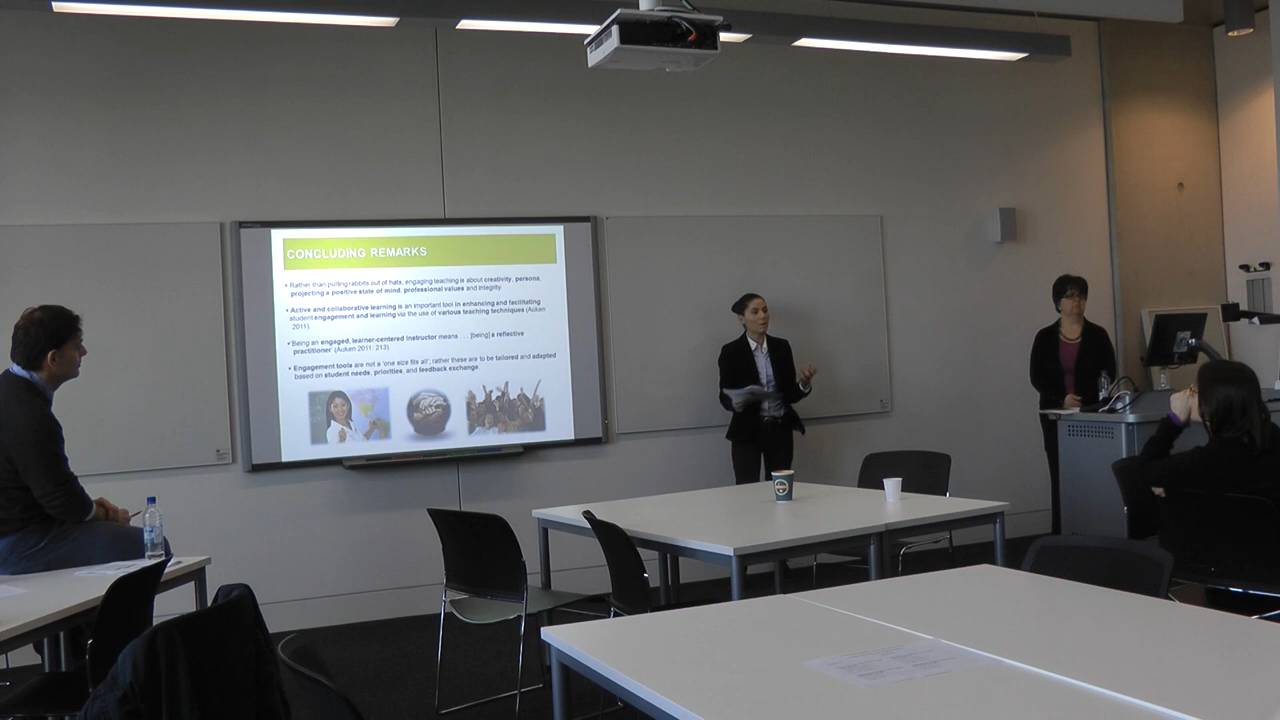 CONCLUDING REMARKS
• Rather than pulling rabbits out of hats, engaging teaching is about creativity, persona,
projecting a positive state of mind, professional values and integrity
• Active and collaborative learning is an important tool in enhancing and facilitating
student engagement and learning via the use of various teaching techniques (Auken
2011).
• 'Being an engaged, learner-centered instructor means . . . [being] a reflective
practitioner' (Auken 2011: 213).
• Engagement tools are not a 'one size fits all'; rather these are to be tailored and adapted
based on student needs, priorities, and feedback exchange.